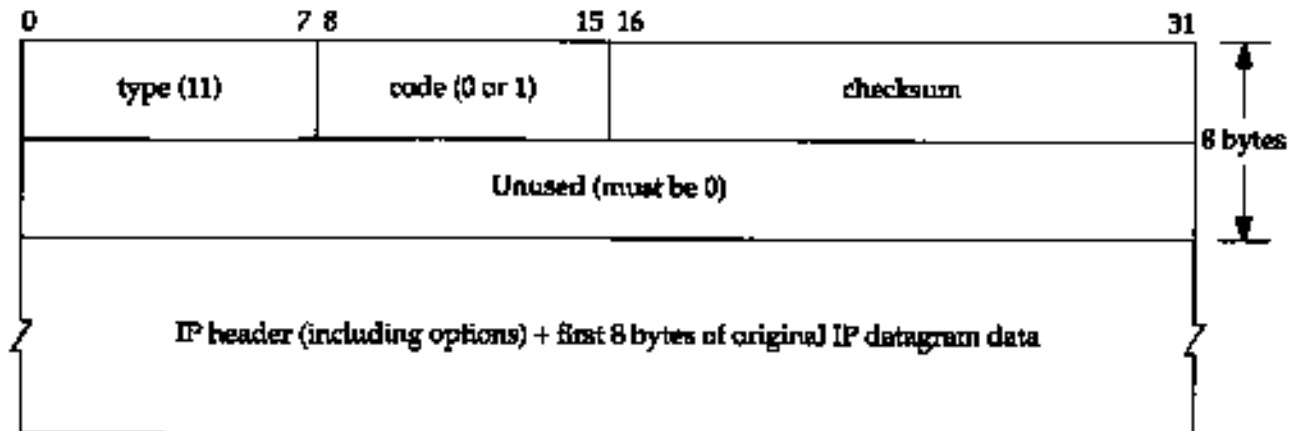 0 7 8 15 16 31
type (11) code (0 or 1) checksum
8 bytes
Unused (must be 0)
IP header (including options) + first 8 bytes of original IP datagram data